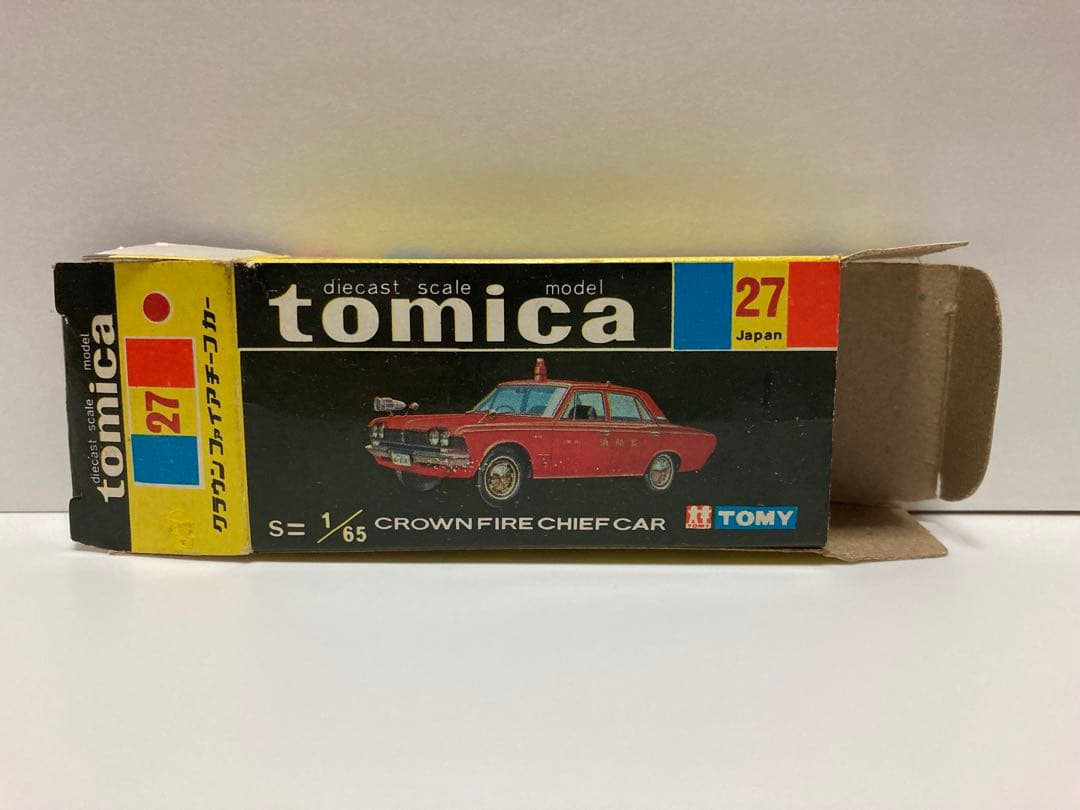 diecast scale model
tomica
27
Japan
S=1/65 CROWN FIRE CHIEF CAR
TOMY
TOMY
diecast scale model
tomica
27
クラウン ファイアチーフ カー